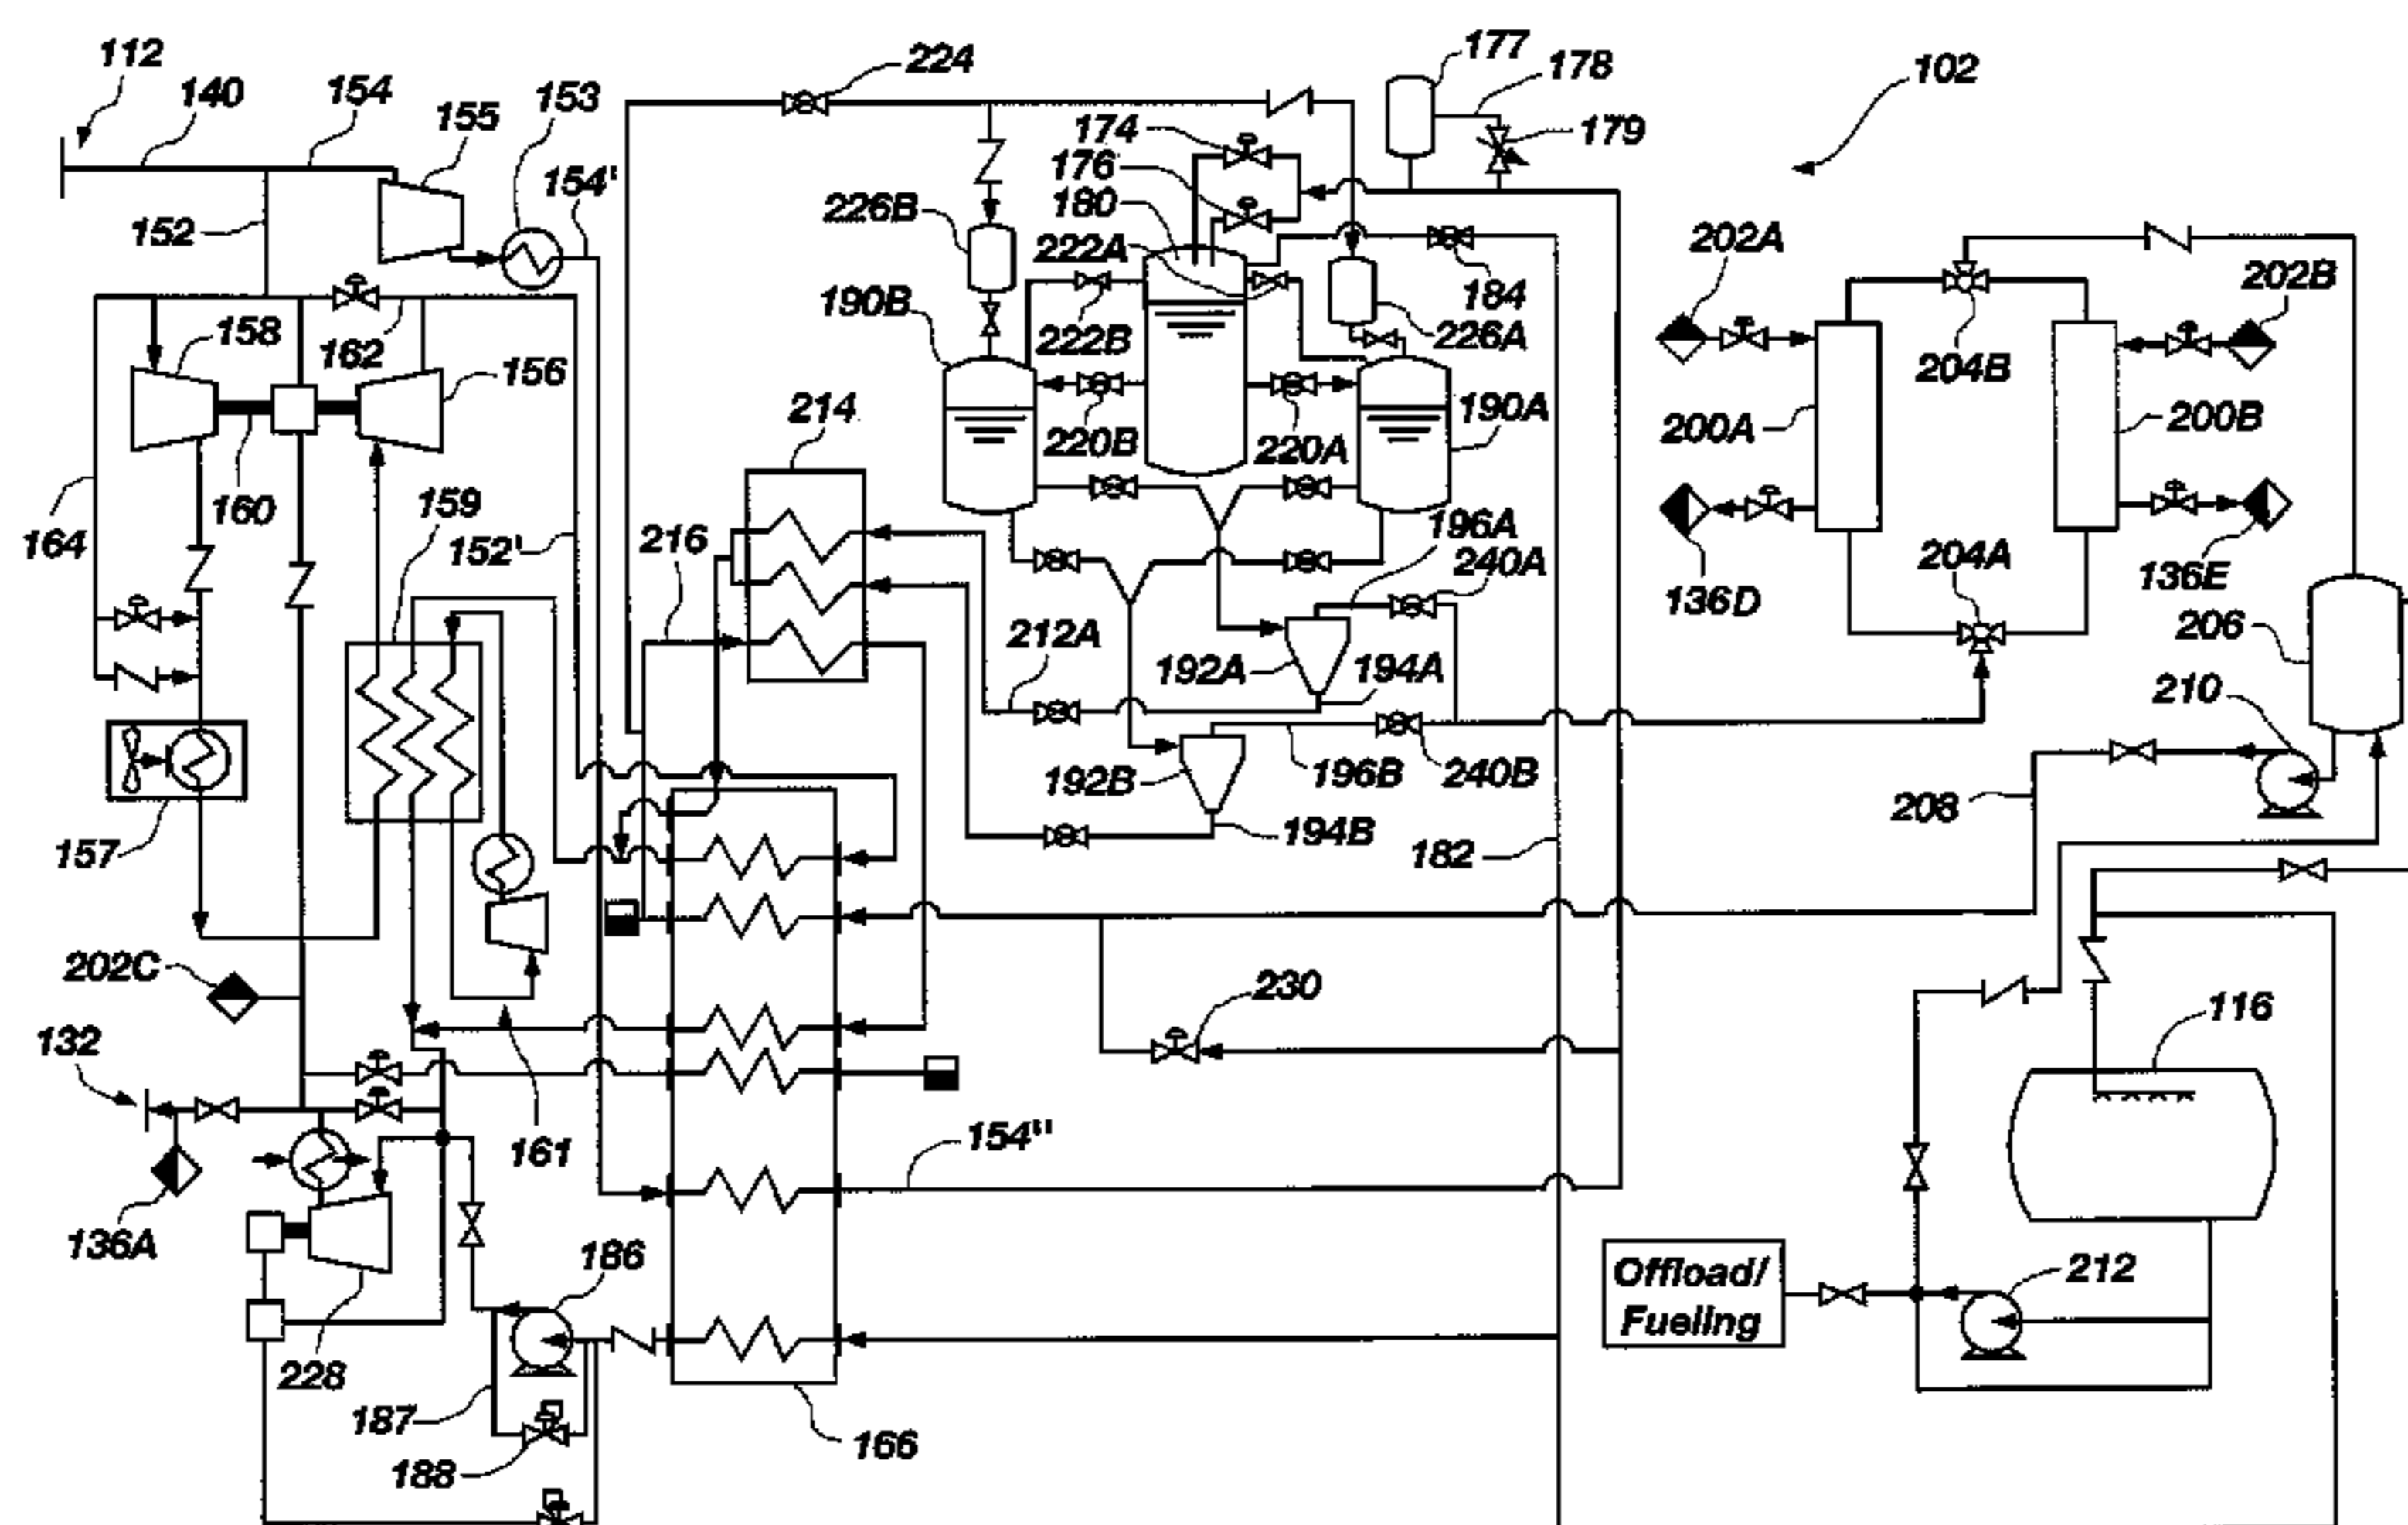 112
140
154
155
153
154'
224
177
178
179
102
174
176
180
152
226B
222A
202A
202B
190B
184
226A
158
162
222B
204B
156
214
190A
200A
200B
220B
220A
160
159
164
216
152'
196A
240A
204A
136D
136E
206
212A
192A
194A
210
157
192B
196B
240B
194B
182
208
202C
230
116
132
161
154"
136A
186
Offload/
Fueling
212
228
187
188
166